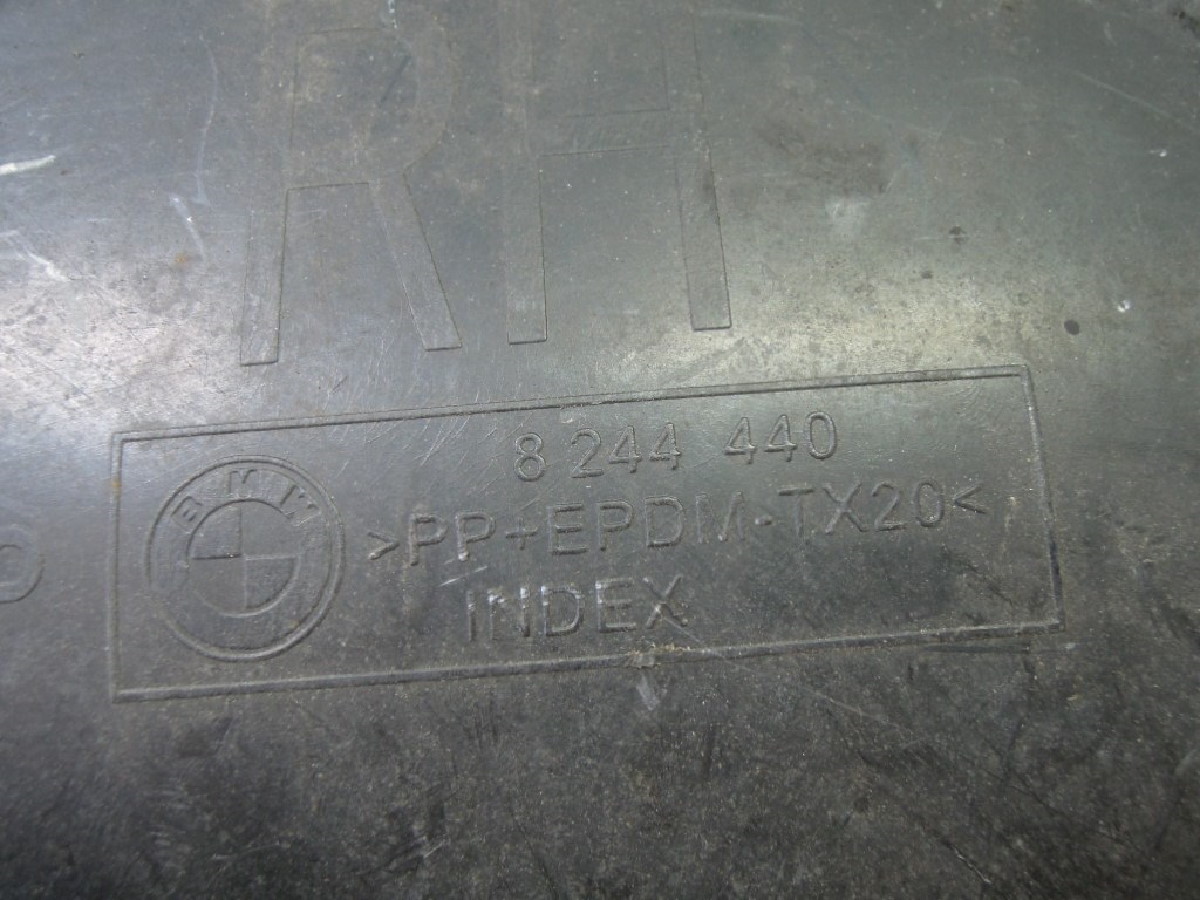 RH
8 244 440
BMW
>PP+EPDM-TX20<
INDEX